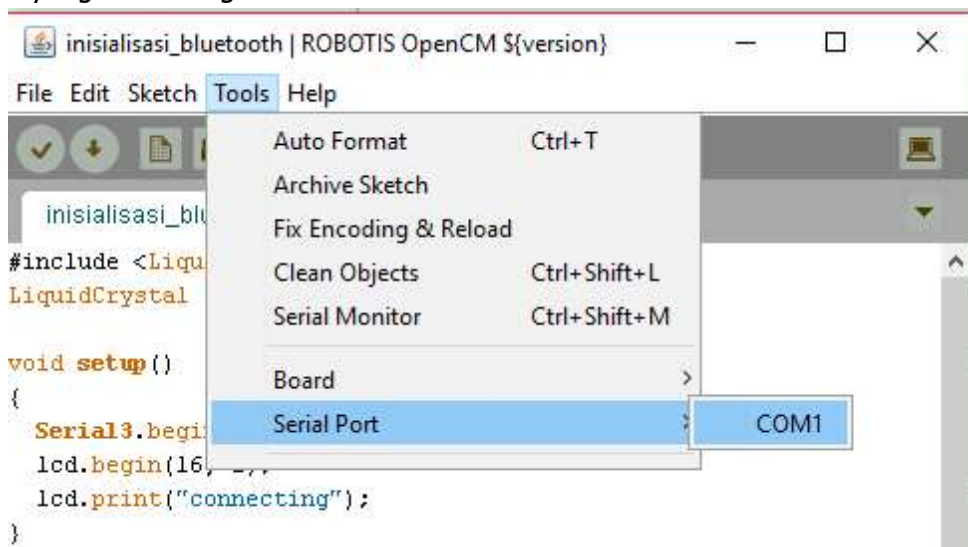 inisialisasi_bluetooth | ROBOTIS OpenCM ${version}
File Edit Sketch Tools Help
Auto Format Ctrl+T
Archive Sketch
inisialisasi_blu
Fix Encoding & Reload
#include <Liqu
Clean Objects Ctrl+Shift+L
LiquidCrystal
Serial Monitor Ctrl+Shift+M
void setup()
Board
{
Serial3.begi
Serial Port
COM1
lcd.begin(16,
lcd.print("connecting");
}